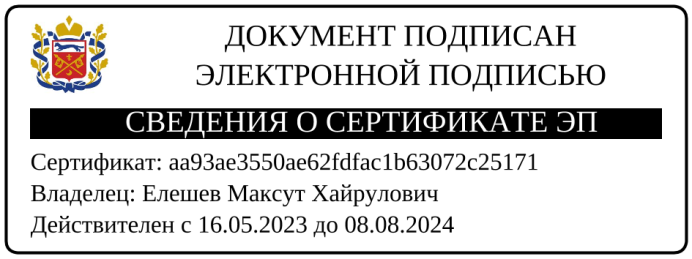 ДОКУМЕНТ ПОДПИСАН
ЭЛЕКТРОННОЙ ПОДПИСЬЮ
СВЕДЕНИЯ О СЕРТИФИКАТЕ ЭП
Сертификат: aa93ae3550ae62fdfac1b63072c25171
Владелец: Елешев Максут Хайрулович
Действителен с 16.05.2023 до 08.08.2024